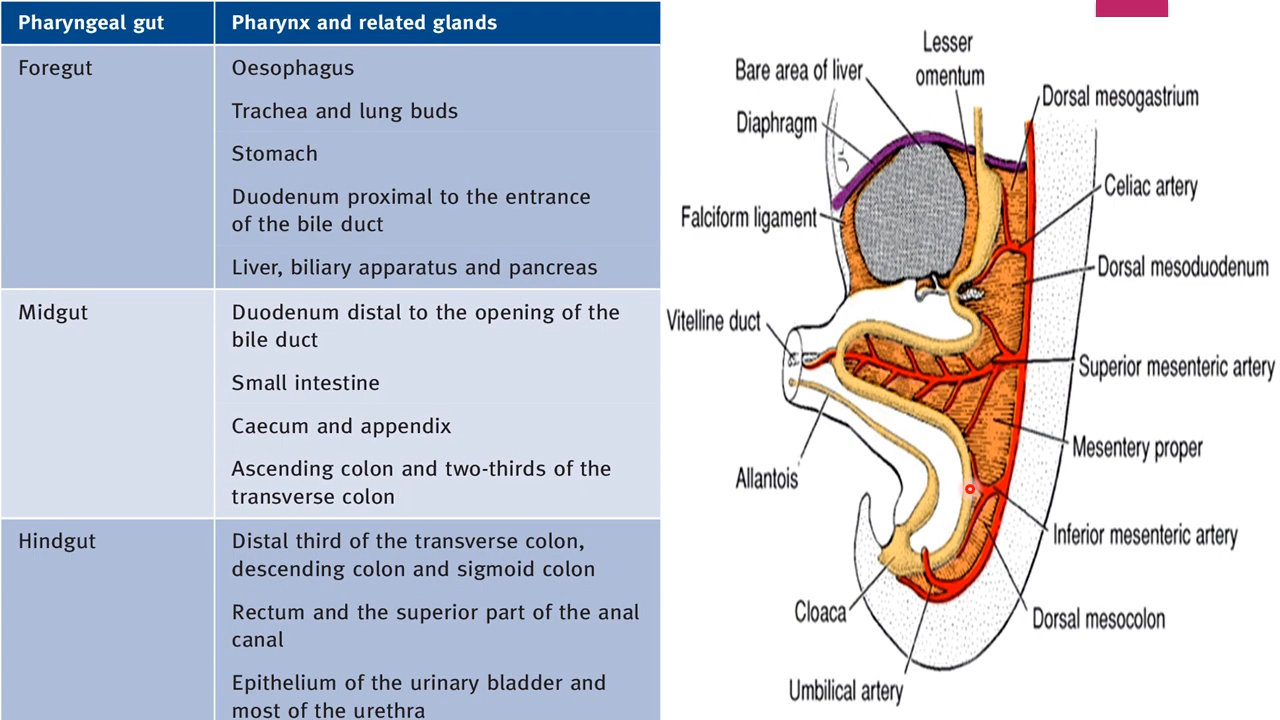 Pharyngeal gut
Pharynx and related glands
Foregut
Oesophagus
Trachea and lung buds
Stomach
Duodenum proximal to the entrance
of the bile duct
Liver, biliary apparatus and pancreas
Midgut
Duodenum distal to the opening of the
bile duct
Small intestine
Caecum and appendix
Ascending colon and two-thirds of the
transverse colon
Hindgut
Distal third of the transverse colon,
descending colon and sigmoid colon
Rectum and the superior part of the anal
canal
Epithelium of the urinary bladder and
most of the urethra
Lesser
omentum
Bare area of liver
Dorsal mesogastrium
Diaphragm
Celiac artery
Falciform ligament
Dorsal mesoduodenum
Vitelline duct
Superior mesenteric artery
Mesentery proper
Allantois
Inferior mesenteric artery
Cloaca
Dorsal mesocolon
Umbilical artery